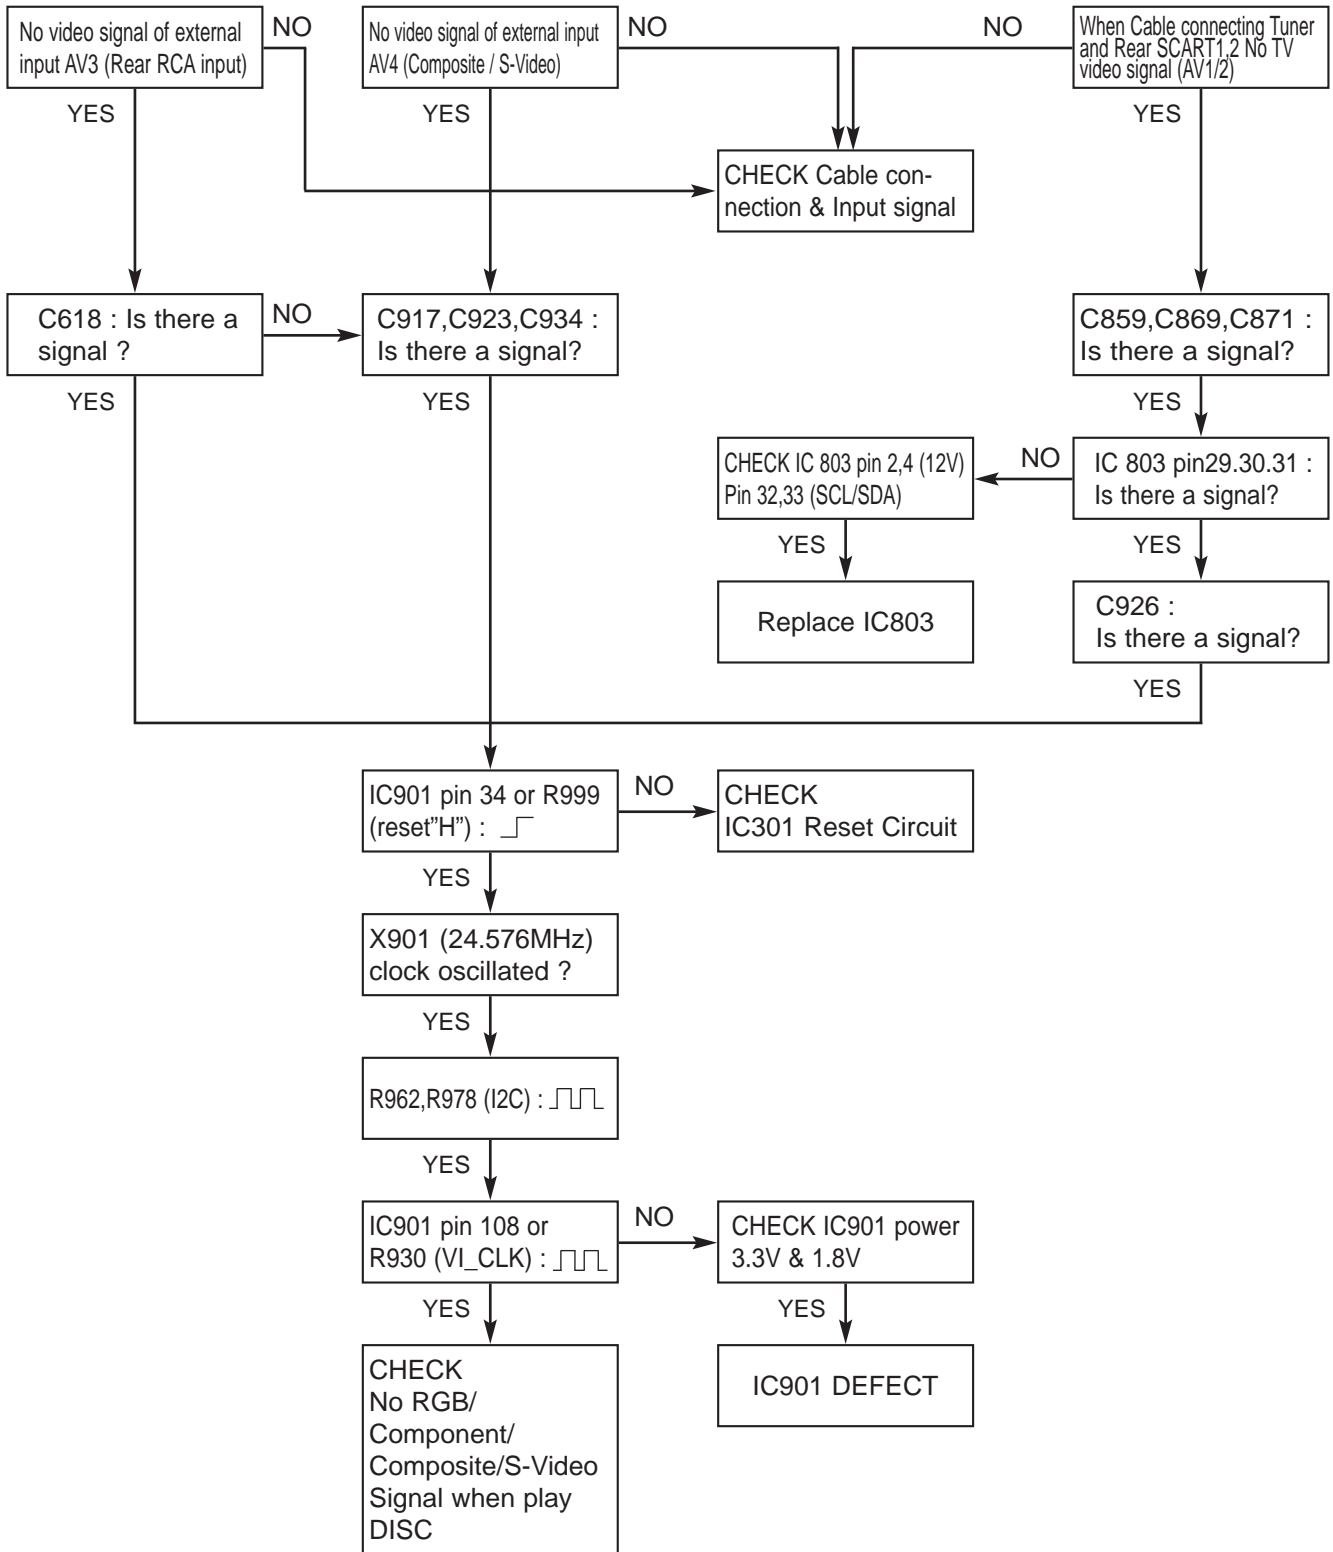 No video signal of external
input AV3 (Rear RCA input)
NO
No video signal of external input
AV4 (Composite / S-Video)
NO
NO
When Cable connecting Tuner
and Rear SCART1,2 No TV
video signal (AV1/2)
YES
YES
YES
CHECK Cable con-
nection & Input signal
C618 : Is there a
signal ?
NO
C917,C923,C934 :
Is there a signal?
C859,C869,C871 :
Is there a signal?
YES
YES
YES
CHECK IC 803 pin 2,4 (12V)
Pin 32,33 (SCL/SDA)
NO
IC 803 pin29.30.31 :
Is there a signal?
YES
YES
Replace IC803
C926 :
Is there a signal?
YES
IC901 pin 34 or R999
(reset”H”) :
NO
CHECK
IC301 Reset Circuit
YES
X901 (24.576MHz)
clock oscillated ?
YES
R962,R978 (I2C) :
YES
IC901 pin 108 or
R930 (VI_CLK) :
NO
CHECK IC901 power
3.3V & 1.8V
YES
YES
CHECK
No RGB/
Component/
Composite/S-Video
Signal when play
DISC
IC901 DEFECT